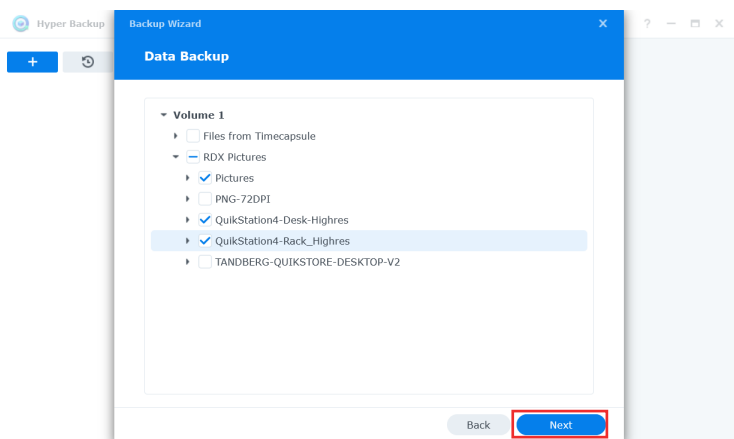 Hyper Backup
Backup Wizard
Data Backup
Volume 1
Files from Timecapsule
RDX Pictures
Pictures
PNG-72DPI
QuikStation4-Desk-Highres
QuikStation4-Rack_Highres
TANDBERG-QUIKSTORE-DESKTOP-V2
Back Next